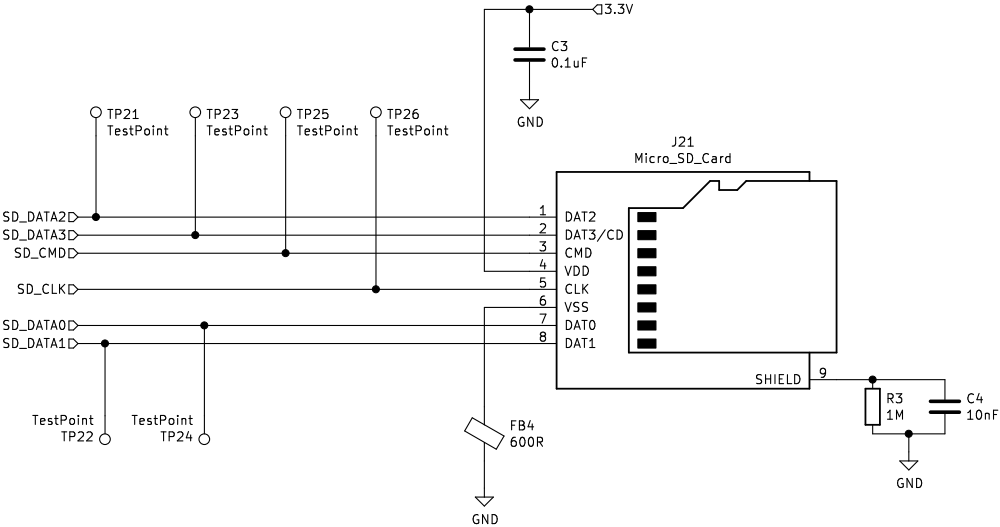 3.3V
C3
0.1uF
GND
TP21
TestPoint
TP23
TestPoint
TP25
TestPoint
TP26
TestPoint
J21
Micro_SD_Card
SD_DATA2
SD_DATA3
SD_CMD
SD_CLK
SD_DATA0
SD_DATA1
1
2
3
4
5
6
7
8
DAT2
DAT3/CD
CMD
VDD
CLK
VSS
DAT0
DAT1
SHIELD
9
R3
1M
C4
10nF
GND
TestPoint
TP22
TestPoint
TP24
FB4
600R
GND